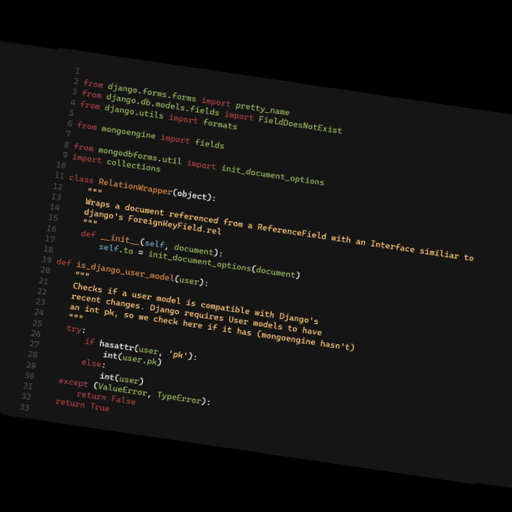 1
2 from django.forms.forms import pretty_name
3 from django.db.models.fields import FieldDoesNotExist
4 from django.utils import formats
5
6 from mongoengine import fields
7
8 from mongodbforms.util import init_document_options
9 import collections
10
11 class RelationWrapper(object):
12 """
13 Wraps a document referenced from a ReferenceField with an Interface similiar to
14 django's ForeignKeyField.rel
15 """
16 def __init__(self, document):
17 self.to = init_document_options(document)
18
19 def is_django_user_model(user):
20 """
21 Checks if a user model is compatible with Django's
22 recent changes. Django requires User models to have
23 an int pk, so we check here if it has (mongoengine hasn't)
24 """
25 try:
26 if hasattr(user, 'pk'):
27 int(user.pk)
28 else:
29 int(user)
30 except (ValueError, TypeError):
31 return False
32 return True
33